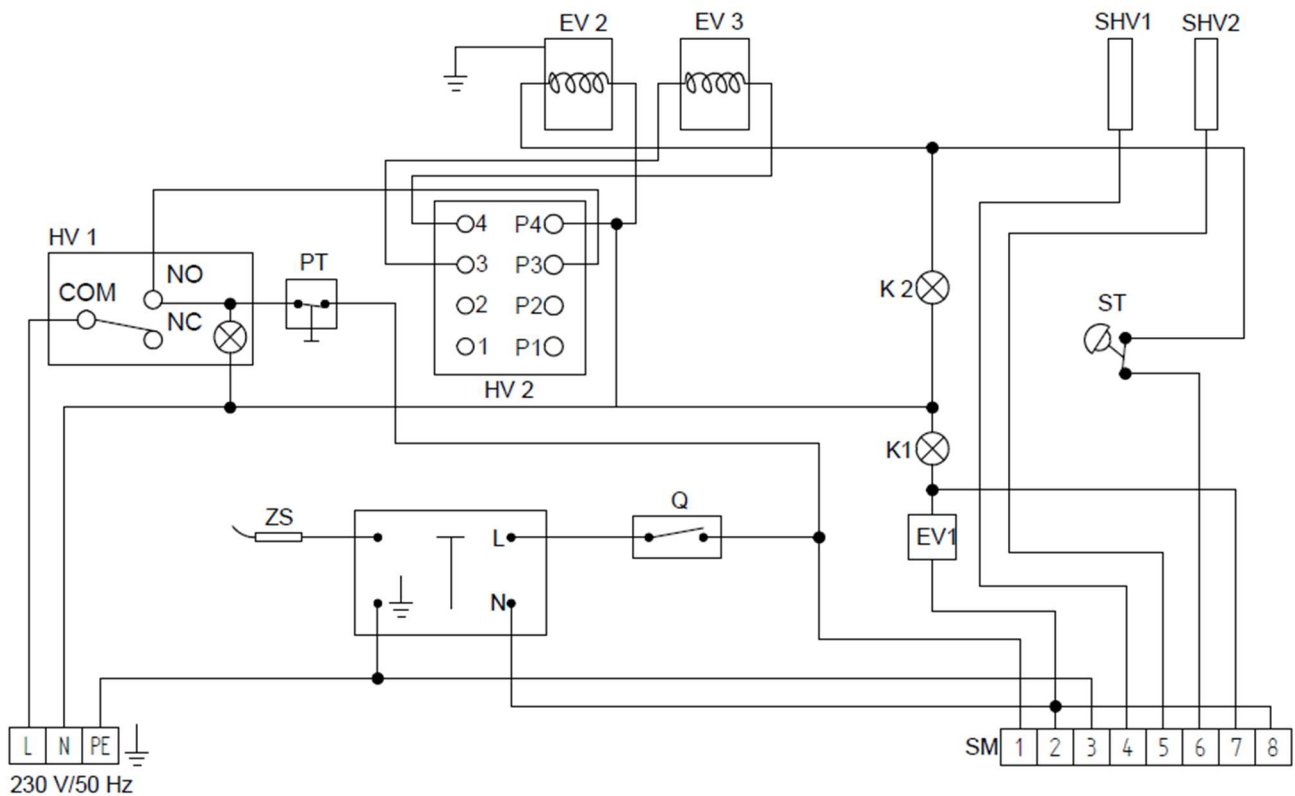 EV 2
EV 3
SHV1
SHV2
HV 1
COM
NO
NC
PT
4 P4
3 P3
2 P2
1 P1
HV 2
K 2
ST
K1
EV1
ZS
L
N
Q
L N PE
230 V/50 Hz
SM 1 2 3 4 5 6 7 8